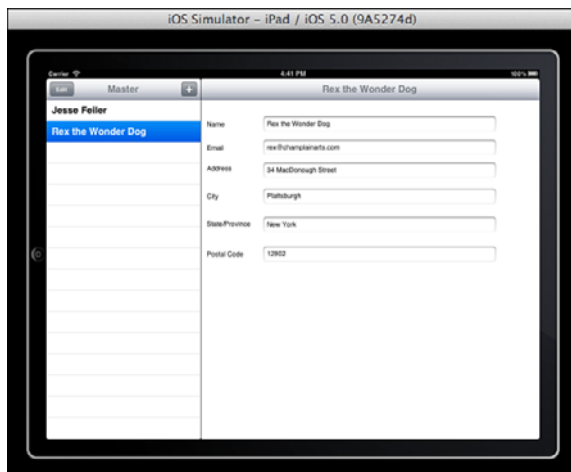 iOS Simulator – iPad / iOS 5.0 (9A5274d)
Carrier 4:41 PM 100%
Edit Master + Rex the Wonder Dog
Jesse Feiler
Rex the Wonder Dog
Name Rex the Wonder Dog
Email rex@champlainarts.com
Address 34 MacDonough Street
City Plattsburgh
State/Province New York
Postal Code 12902